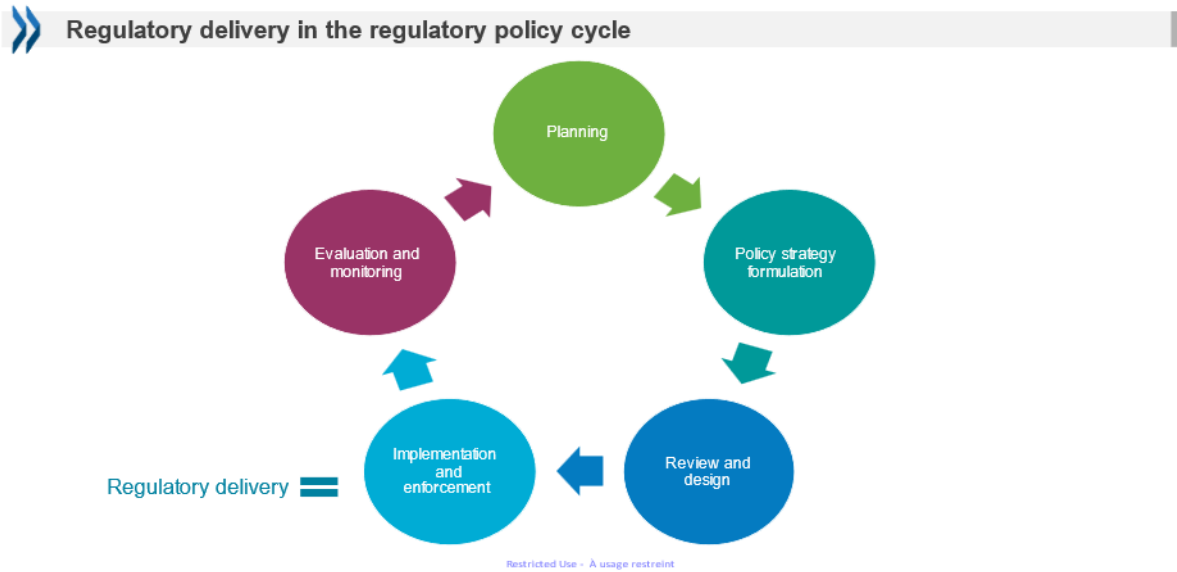 Regulatory delivery in the regulatory policy cycle
Planning
Policy strategy
formulation
Review and
design
Implementation
and
enforcement
Evaluation and
monitoring
Regulatory delivery
Restricted Use - À usage restreint